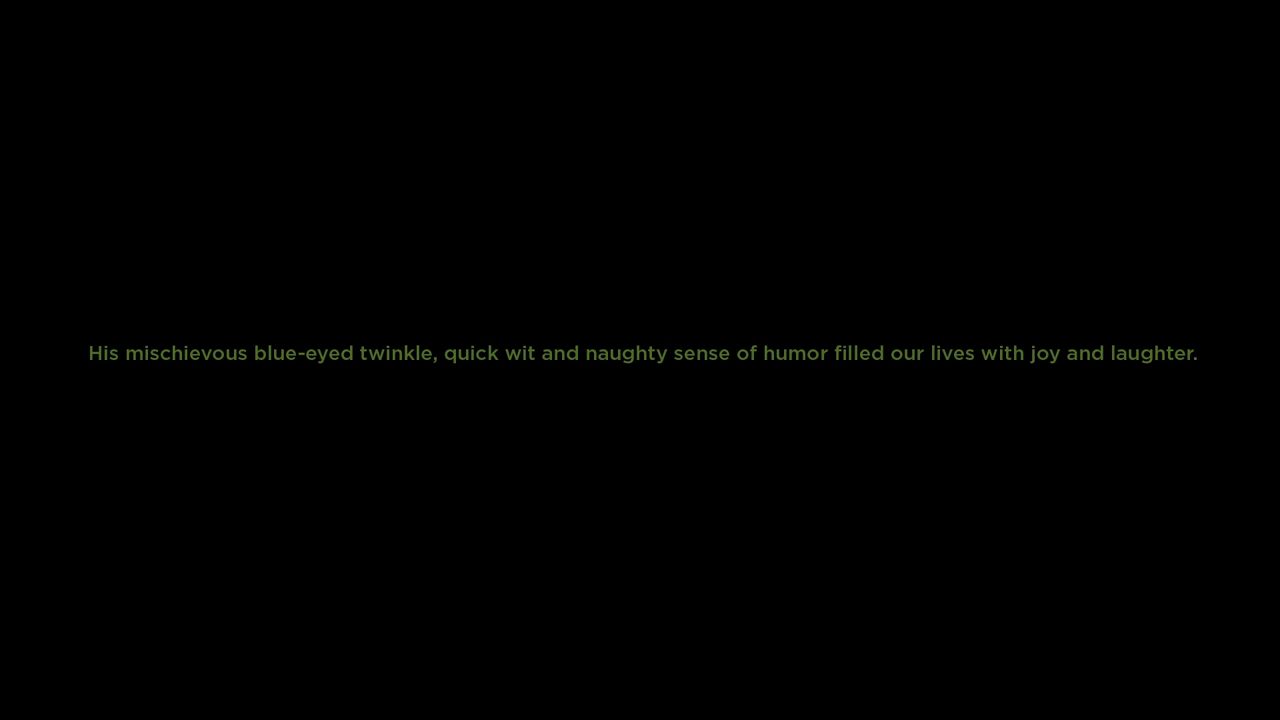 His mischievous blue-eyed twinkle, quick wit and naughty sense of humor filled our lives with joy and laughter.